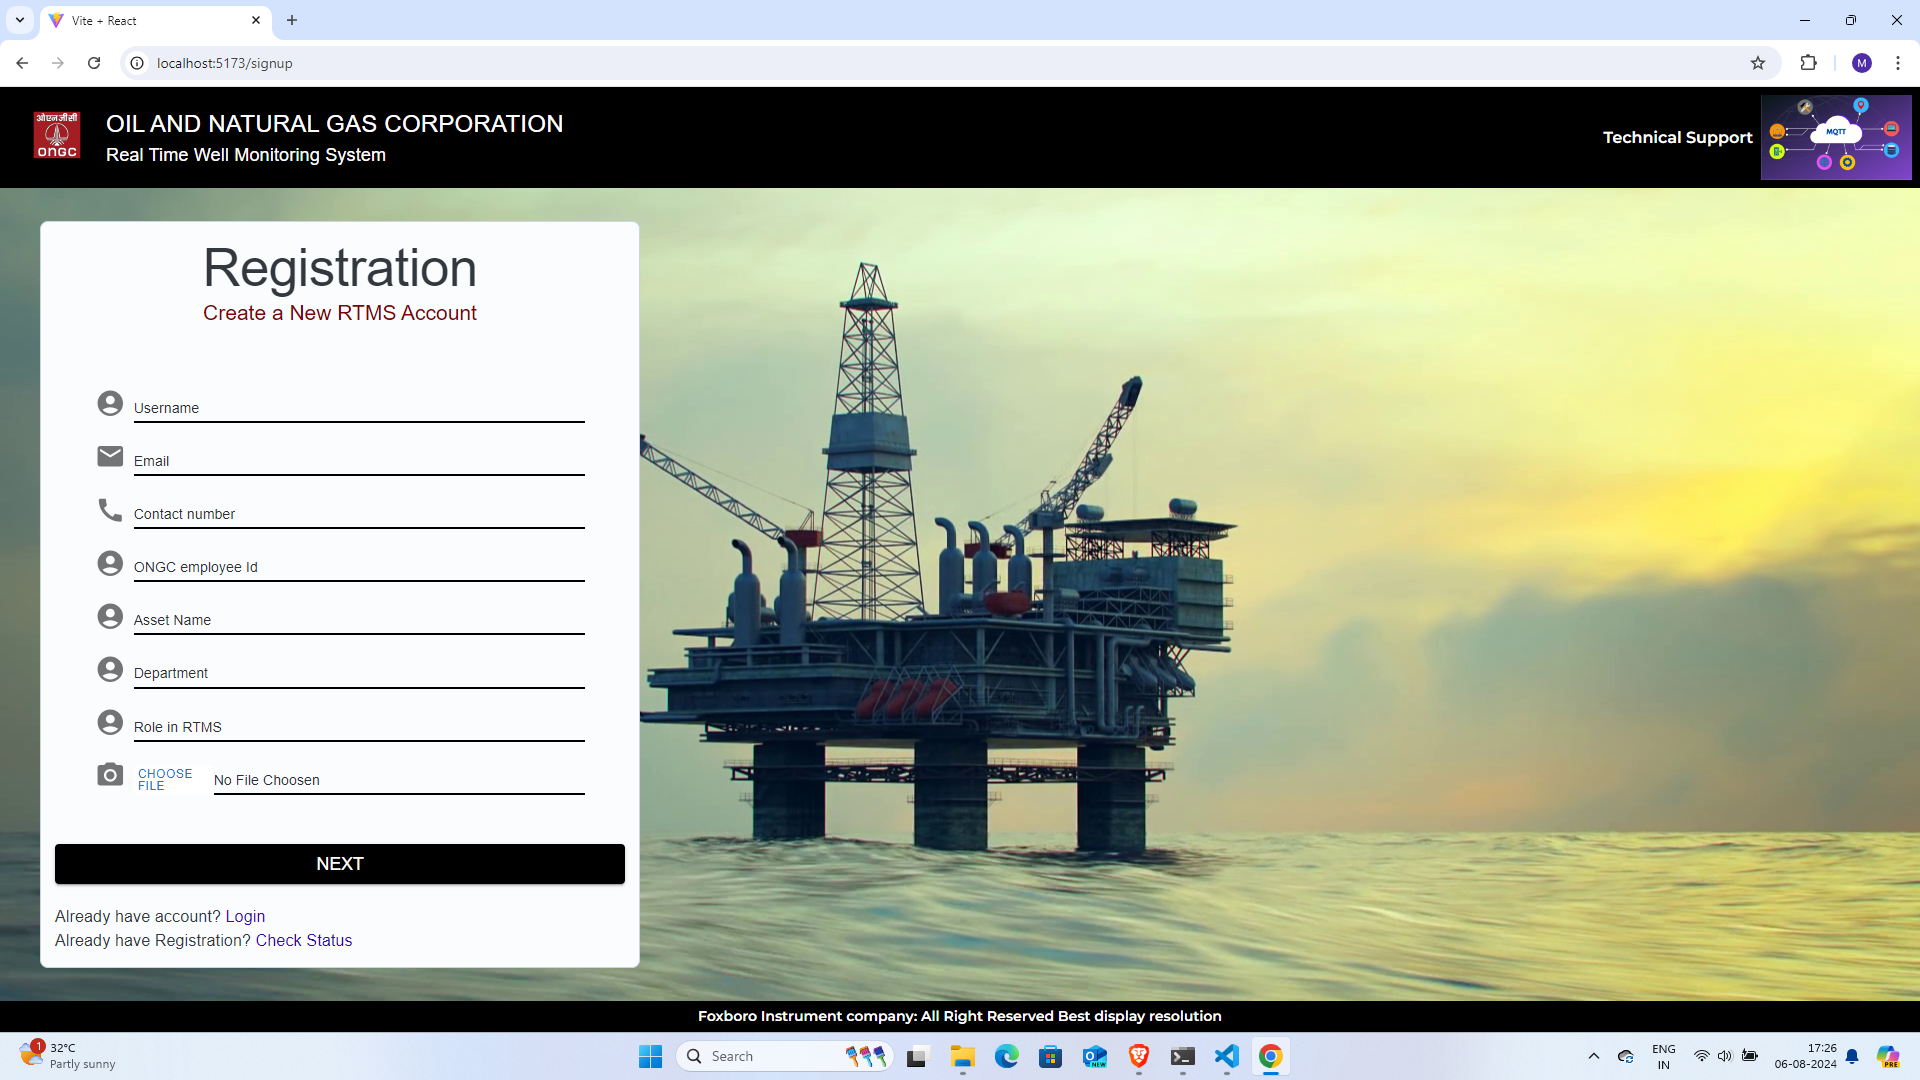 Vite + React
localhost:5173/signup
M
ओएनजीसी
ONGC
OIL AND NATURAL GAS CORPORATION
Real Time Well Monitoring System
Technical Support
MQTT
Registration
Create a New RTMS Account
Username
Email
Contact number
ONGC employee Id
Asset Name
Department
Role in RTMS
CHOOSE
FILE
No File Choosen
NEXT
Already have account? Login
Already have Registration? Check Status
Foxboro Instrument company: All Right Reserved Best display resolution
1
32°C
Partly sunny
Search
NEW
ENG
IN
17:26
06-08-2024
PRE